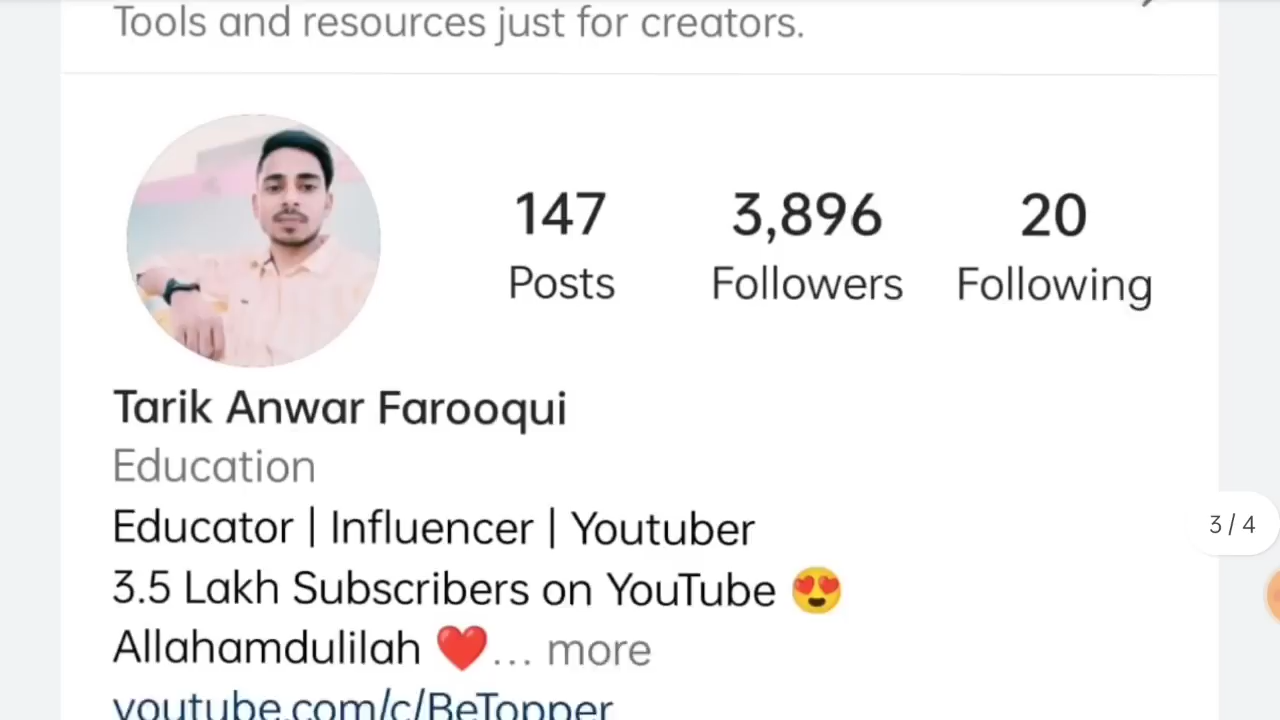 Tools and resources just for creators.
147 3,896 20
Posts Followers Following
Tarik Anwar Farooqui
Education
Educator | Influencer | Youtuber
3 / 4
3.5 Lakh Subscribers on YouTube 😍
Allahamdulilah ❤️... more
youtube.com/c/BeTopper